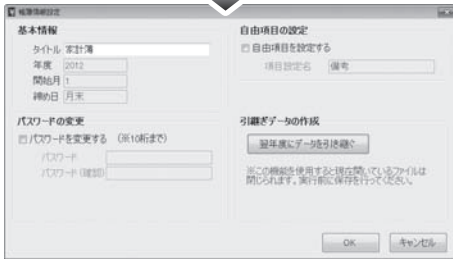 帳簿情報設定
基本情報
タイトル 家計簿
年度 2012
開始月 1
締め日 月末
自由項目の設定
自由項目を設定する
項目設定名 備考
パスワードの変更
パスワードを変更する (※10桁まで)
パスワード
パスワード(確認)
引継ぎデータの作成
翌年度にデータを引き継ぐ
※この機能を使用すると現在開いているファイルは
閉じられます。実行前に保存を行ってください。
OK キャンセル